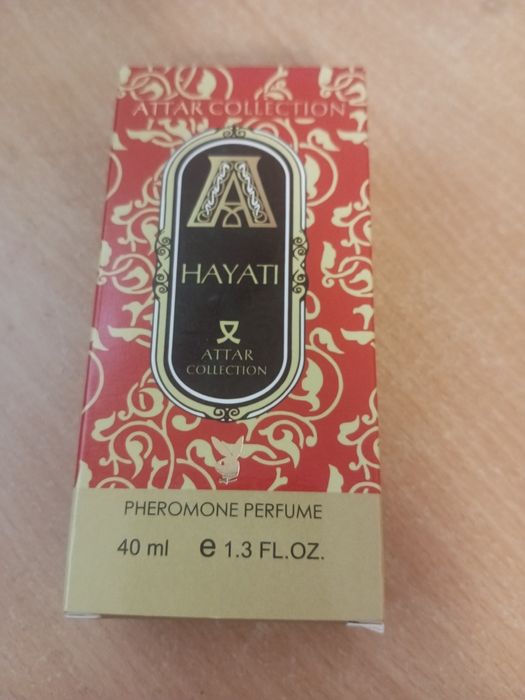 ATTAR COLLECTION
A
HAYATI
ATTAR
COLLECTION
PHEROMONE PERFUME
40 ml e 1.3 FL.OZ.